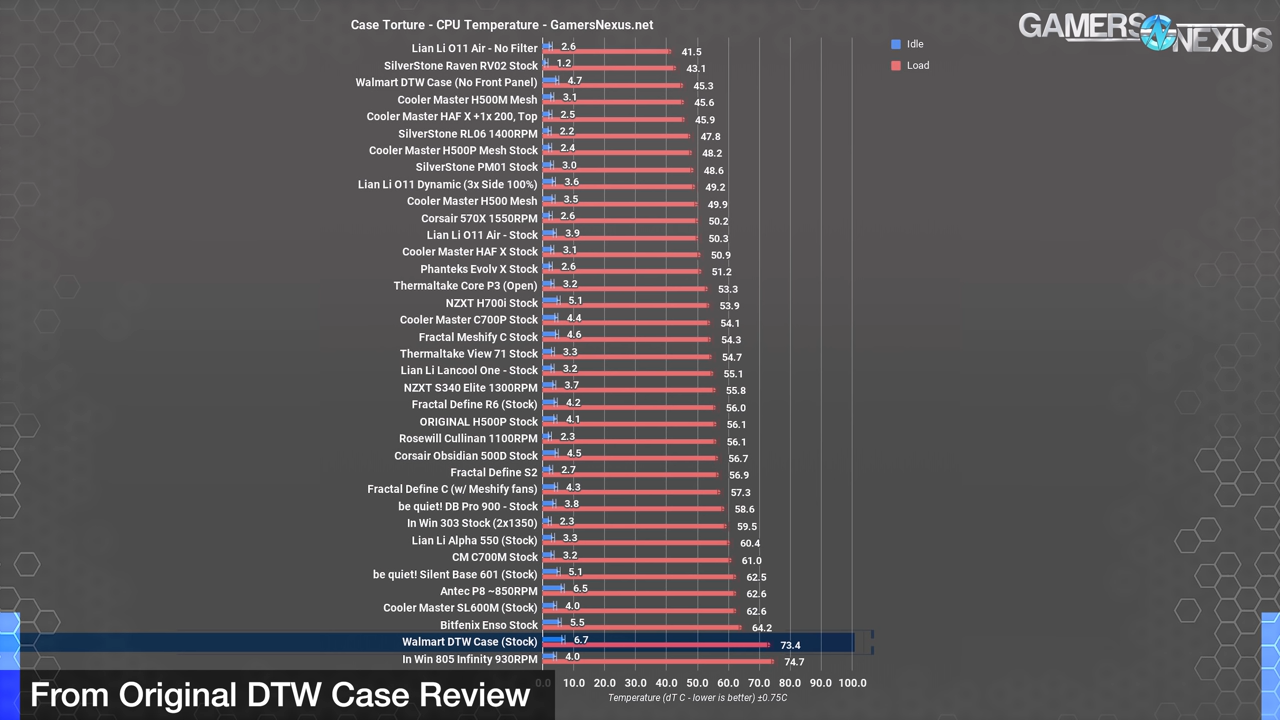 Case Torture - CPU Temperature - GamersNexus.net
GAMERS NEXUS
Idle
Load
Lian Li O11 Air - No Filter 2.6 41.5
SilverStone Raven RV02 Stock 1.2 43.1
Walmart DTW Case (No Front Panel) 4.7 45.3
Cooler Master H500M Mesh 3.1 45.6
Cooler Master HAF X +1x 200, Top 2.5 45.9
SilverStone RL06 1400RPM 2.2 47.8
Cooler Master H500P Mesh Stock 2.4 48.2
SilverStone PM01 Stock 3.0 48.6
Lian Li O11 Dynamic (3x Side 100%) 3.6 49.2
Cooler Master H500 Mesh 3.5 49.9
Corsair 570X 1550RPM 2.6 50.2
Lian Li O11 Air - Stock 3.9 50.3
Cooler Master HAF X Stock 3.1 50.9
Phanteks Evolv X Stock 2.6 51.2
Thermaltake Core P3 (Open) 3.2 53.3
NZXT H700i Stock 5.1 53.9
Cooler Master C700P Stock 4.4 54.1
Fractal Meshify C Stock 4.6 54.3
Thermaltake View 71 Stock 3.3 54.7
Lian Li Lancool One - Stock 3.2 55.1
NZXT S340 Elite 1300RPM 3.7 55.8
Fractal Define R6 (Stock) 4.2 56.0
ORIGINAL H500P Stock 4.1 56.1
Rosewill Cullinan 1100RPM 2.3 56.1
Corsair Obsidian 500D Stock 4.5 56.7
Fractal Define S2 2.7 56.9
Fractal Define C (w/ Meshify fans) 4.3 57.3
be quiet! DB Pro 900 - Stock 3.8 58.6
In Win 303 Stock (2x1350) 2.3 59.5
Lian Li Alpha 550 (Stock) 3.3 60.4
CM C700M Stock 3.2 61.0
be quiet! Silent Base 601 (Stock) 5.1 62.5
Antec P8 ~850RPM 6.5 62.6
Cooler Master SL600M (Stock) 4.0 62.6
Bitfenix Enso Stock 5.5 64.2
Walmart DTW Case (Stock) 6.7 73.4
In Win 805 Infinity 930RPM 4.0 74.7
0.0 10.0 20.0 30.0 40.0 50.0 60.0 70.0 80.0 90.0 100.0
Temperature (dT C - lower is better) ±0.75C
From Original DTW Case Review